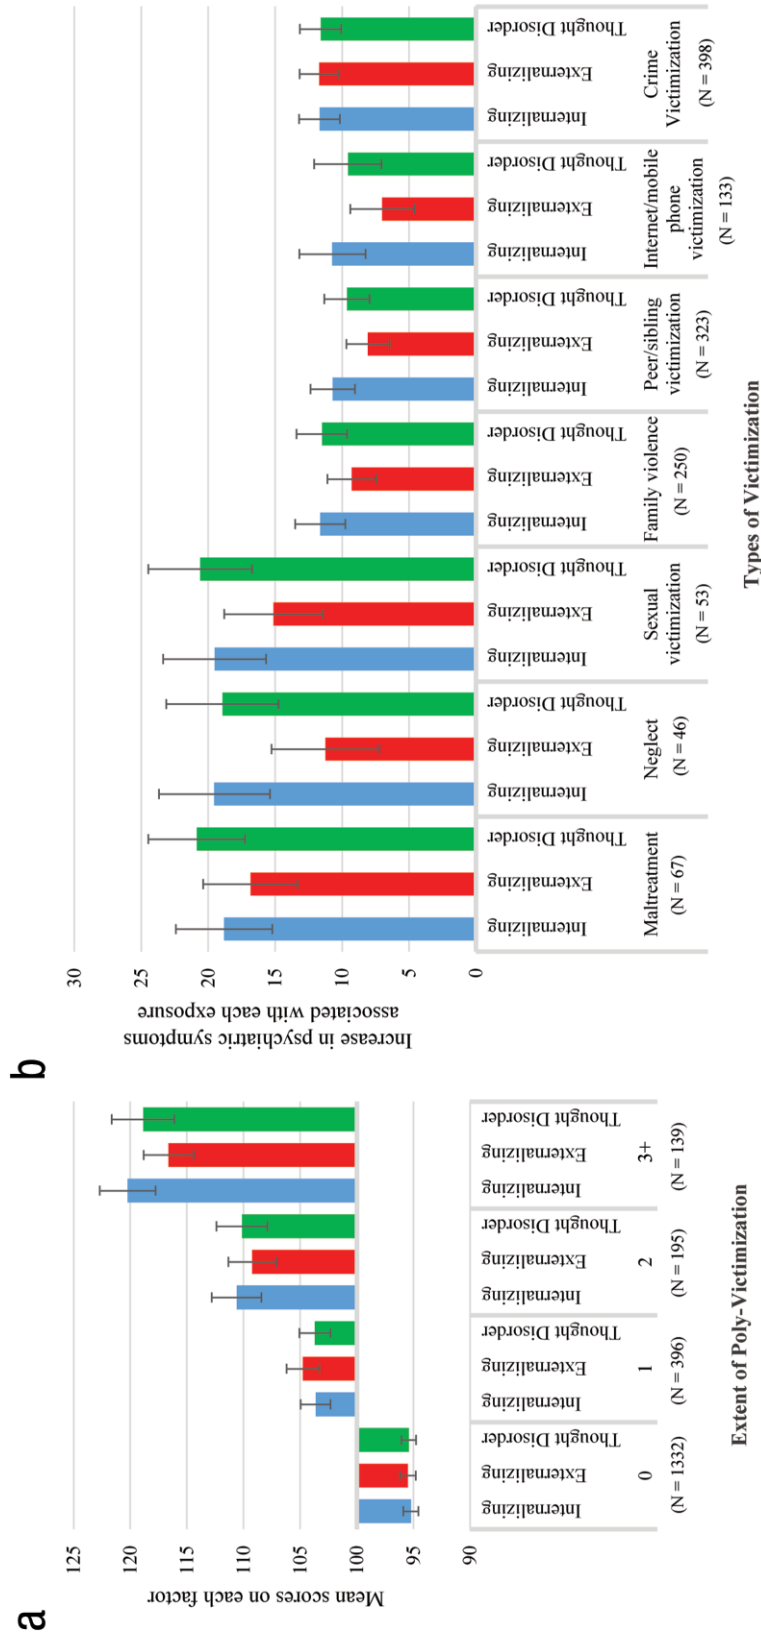 a
Mean scores on each factor
125
120
115
110
105
100
95
90
Internalizing
Externalizing
Thought Disorder
Internalizing
Externalizing
Thought Disorder
Internalizing
Externalizing
Thought Disorder
Internalizing
Externalizing
Thought Disorder
0
(N = 1332)
1
(N = 396)
2
(N = 195)
3+
(N = 139)
Extent of Poly-Victimization
b
Increase in psychiatric symptoms
associated with each exposure
30
25
20
15
10
5
0
Internalizing
Externalizing
Thought Disorder
Internalizing
Externalizing
Thought Disorder
Internalizing
Externalizing
Thought Disorder
Internalizing
Externalizing
Thought Disorder
Internalizing
Externalizing
Thought Disorder
Internalizing
Externalizing
Thought Disorder
Internalizing
Externalizing
Thought Disorder
Maltreatment
(N = 67)
Neglect
(N = 46)
Sexual
victimization
(N = 53)
Family violence
(N = 250)
Peer/sibling
victimization
(N = 323)
Internet/mobile
phone
victimization
(N = 133)
Crime
Victimization
(N = 398)
Types of Victimization